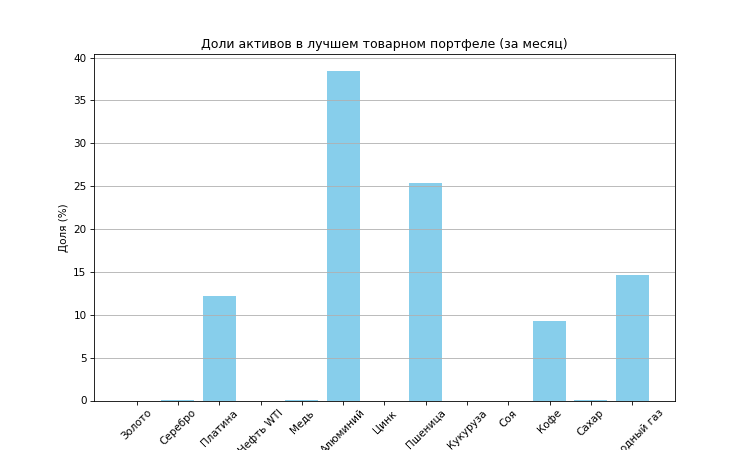 Доли активов в лучшем товарном портфеле (за месяц)
Доля (%)
40
35
30
25
20
15
10
5
0
Золото
Серебро
Платина
Нефть WTI
Медь
Алюминий
Цинк
Пшеница
Кукуруза
Соя
Кофе
Сахар
одный газ